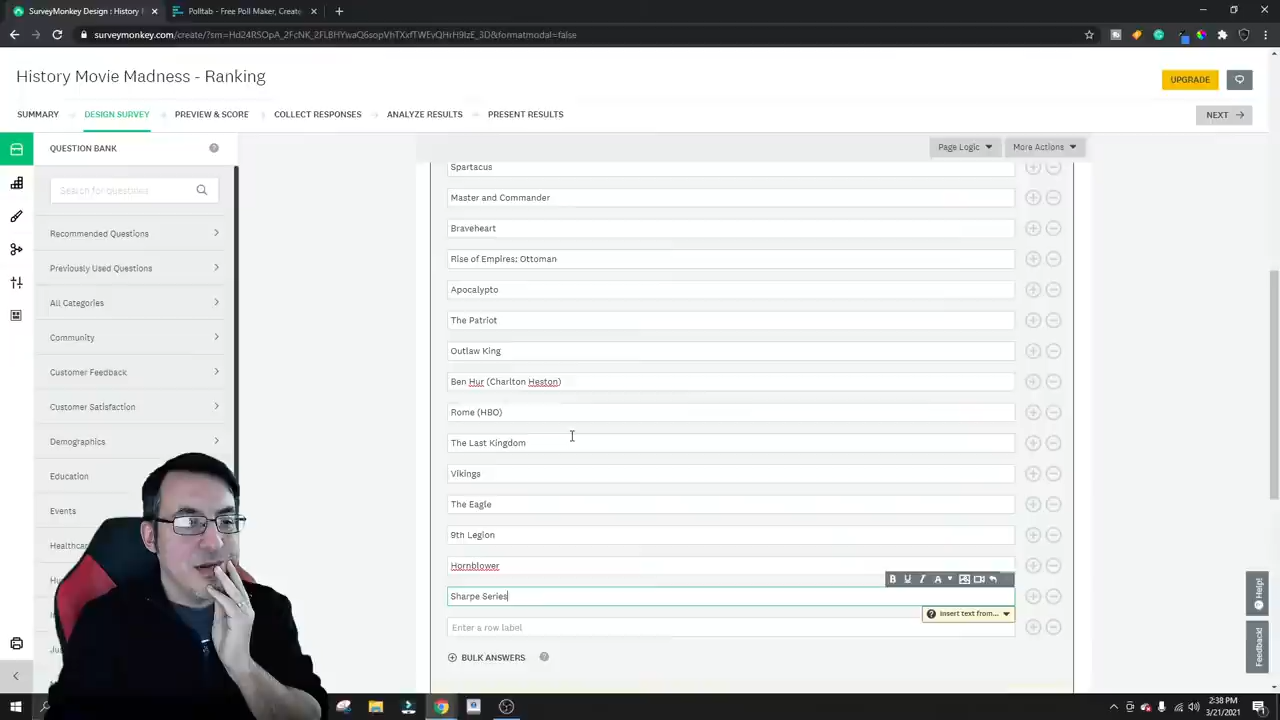 SurveyMonkey Design : History I
Polltab - Free Poll Maker, Create
surveymonkey.com/create/?sm=Hd24RSOpA_2FcNK_2FLBHYwaQ6sopVhTXxfTWEvQHrH9IzE_3D&formatmodal=false
History Movie Madness - Ranking
UPGRADE
SUMMARY
DESIGN SURVEY
PREVIEW & SCORE
COLLECT RESPONSES
ANALYZE RESULTS
PRESENT RESULTS
NEXT
QUESTION BANK
Page Logic
More Actions
Search for questions
Recommended Questions
Previously Used Questions
All Categories
Community
Customer Feedback
Customer Satisfaction
Demographics
Education
Events
Healthcar
Spartacus
Master and Commander
Braveheart
Rise of Empires: Ottoman
Apocalypto
The Patriot
Outlaw King
Ben Hur (Charlton Heston)
Rome (HBO)
The Last Kingdom
Vikings
The Eagle
9th Legion
Hornblower
B U I A
Sharpe Series
Insert text from...
Enter a row label
BULK ANSWERS
Help!
Feedback!
2:38 PM
3/21/2021